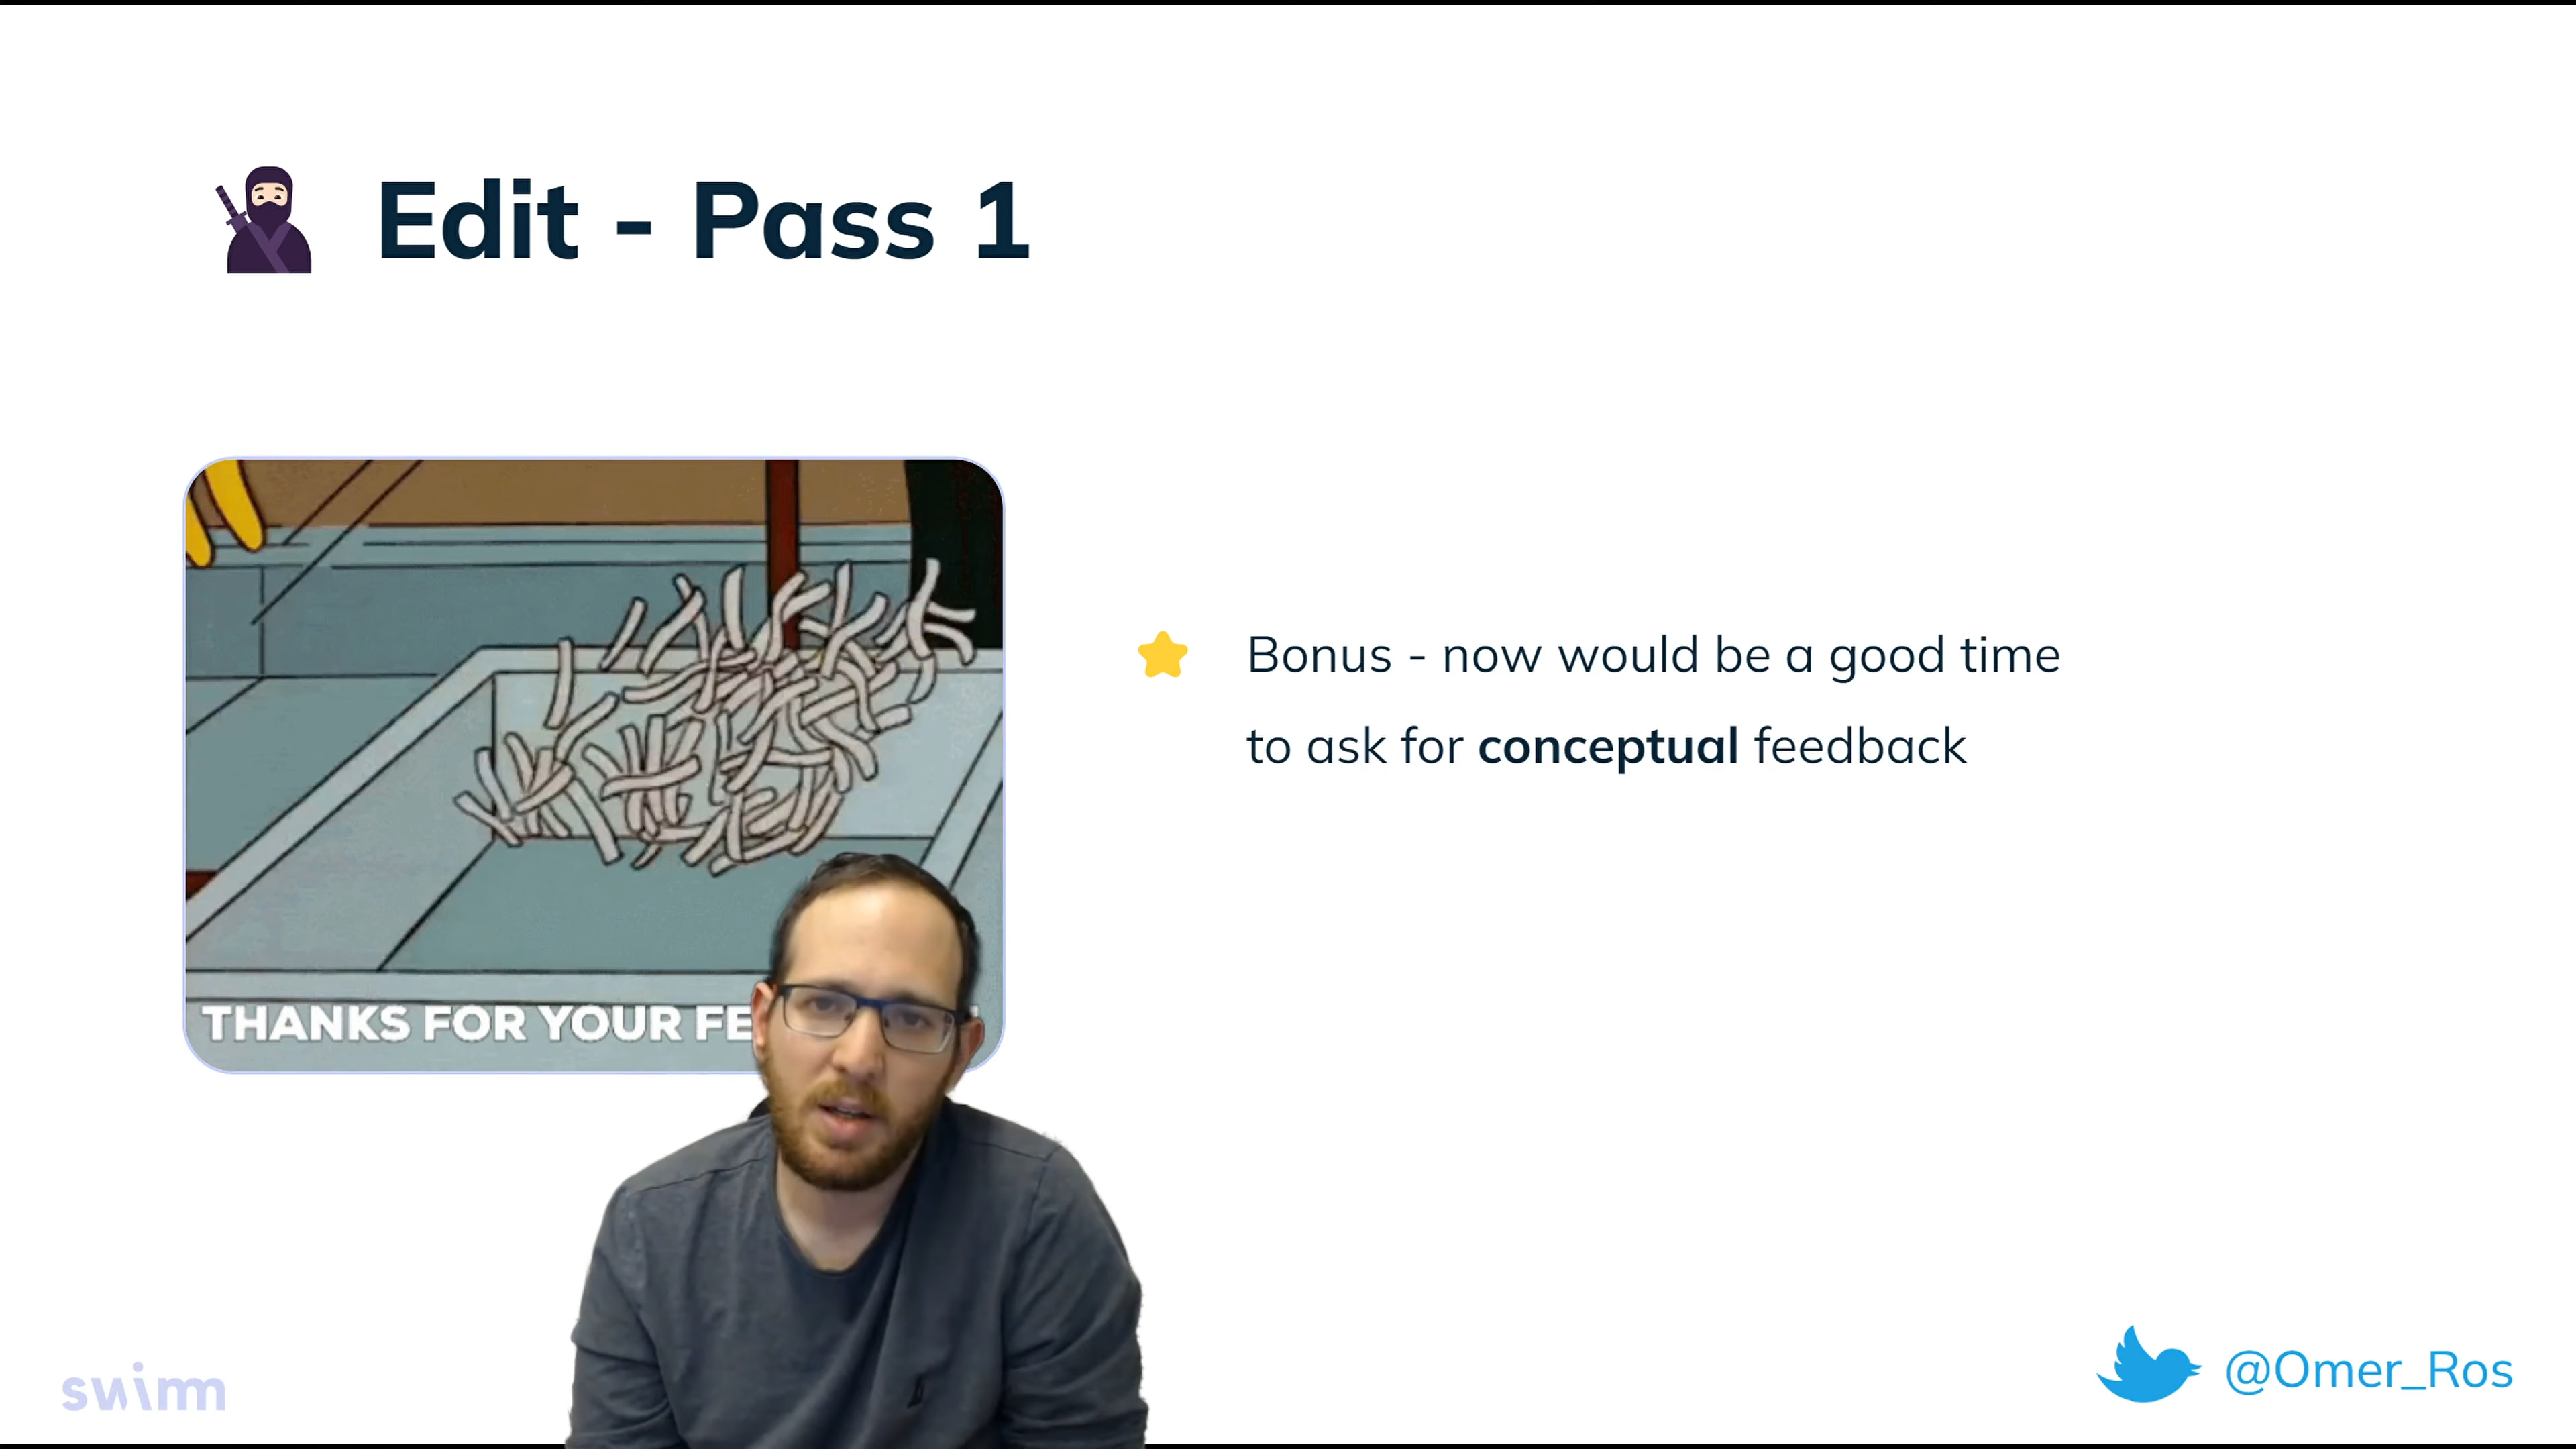 Edit - Pass 1
THANKS FOR YOUR
Bonus - now would be a good time
to ask for conceptual feedback
swimm
@Omer_Ros